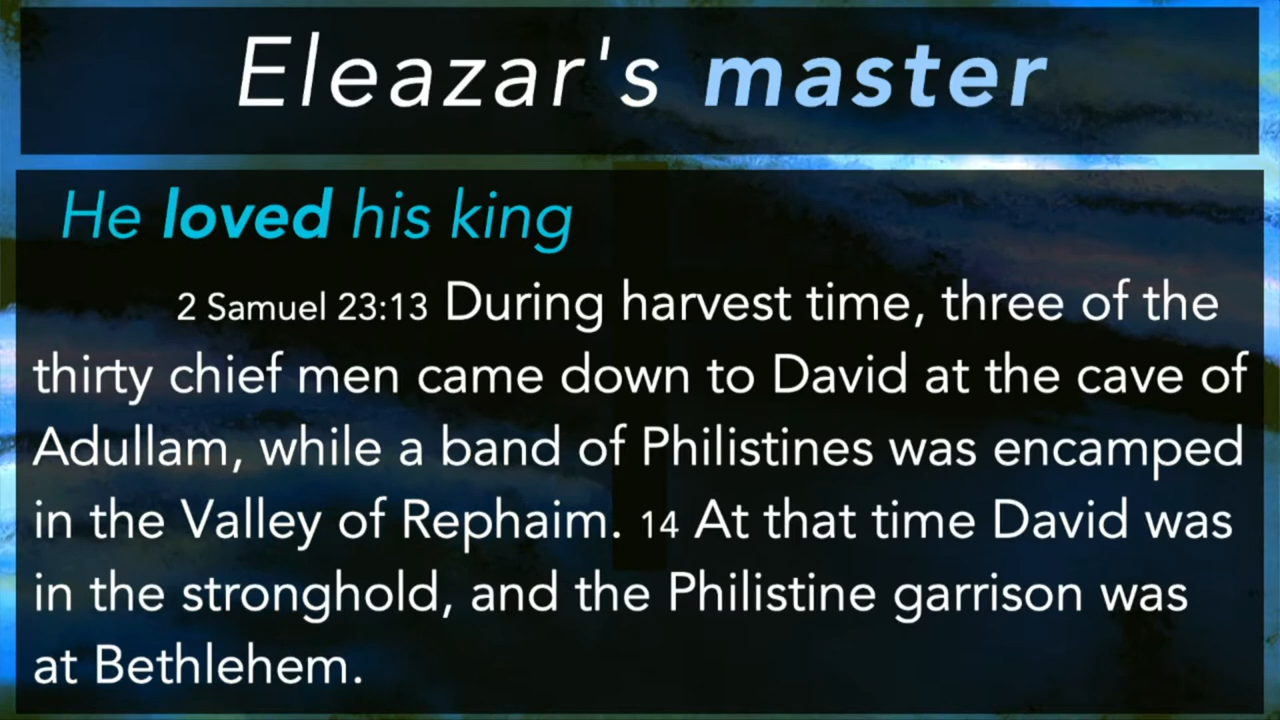 Eleazar's master
He loved his king
2 Samuel 23:13 During harvest time, three of the
thirty chief men came down to David at the cave of
Adullam, while a band of Philistines was encamped
in the Valley of Rephaim. 14 At that time David was
in the stronghold, and the Philistine garrison was
at Bethlehem.